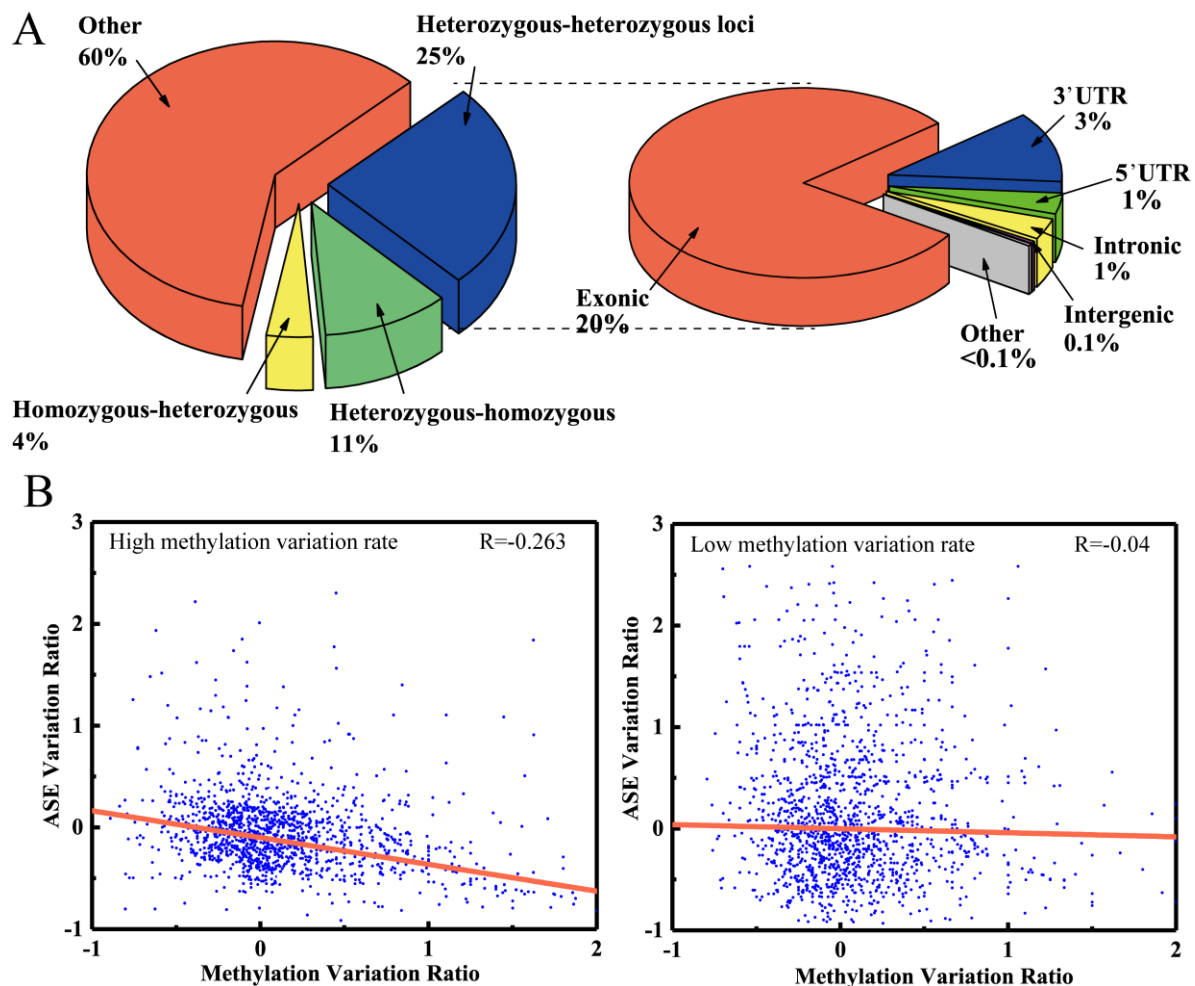 A
Other
60%
Heterozygous-heterozygous loci
25%
Homozygous-heterozygous
4%
Heterozygous-homozygous
11%
3’UTR
3%
5’UTR
1%
Intronic
1%
Intergenic
0.1%
Other
<0.1%
Exonic
20%
B
High methylation variation rate R=-0.263
ASE Variation Ratio
3
2
1
0
-1
-1 0 1 2
Methylation Variation Ratio
Low methylation variation rate R=-0.04
ASE Variation Ratio
3
2
1
0
-1
-1 0 1 2
Methylation Variation Ratio